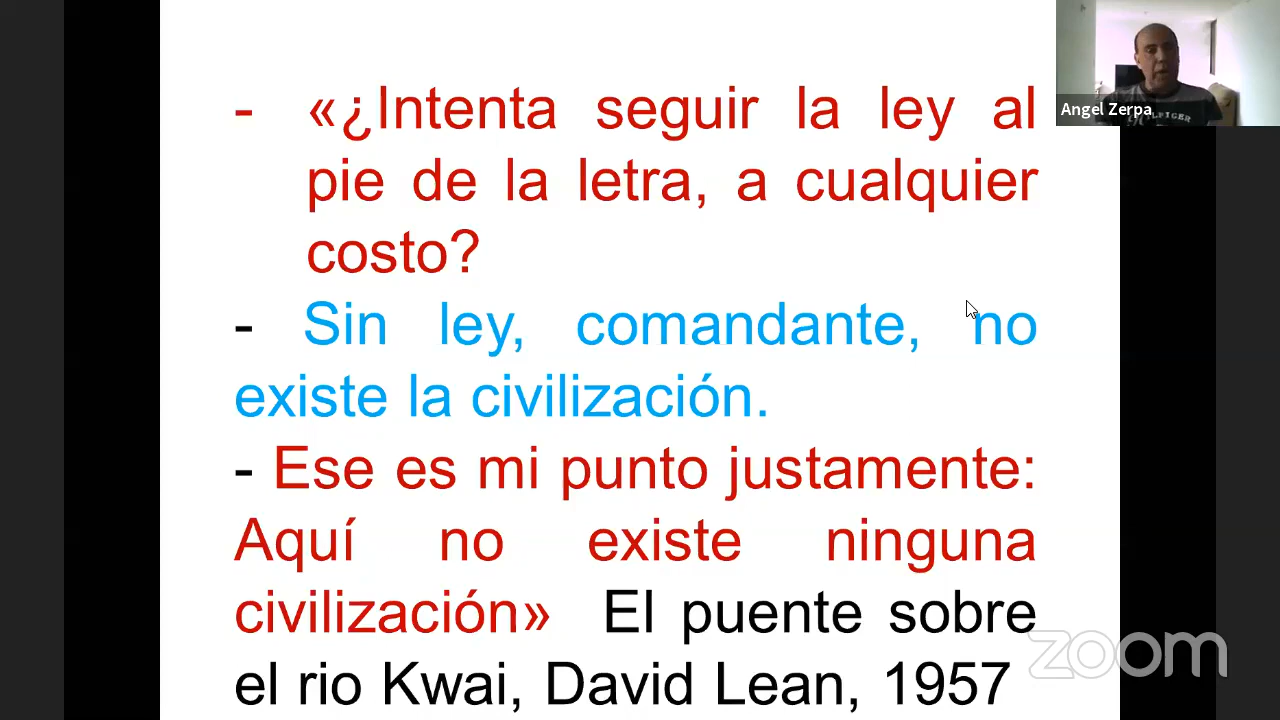 - «¿Intenta seguir la ley al
pie de la letra, a cualquier
costo?
- Sin ley, comandante, no
existe la civilización.
- Ese es mi punto justamente:
Aquí no existe ninguna
civilización» El puente sobre
el rio Kwai, David Lean, 1957
Angel Zerpa
HILFIGER
zoom